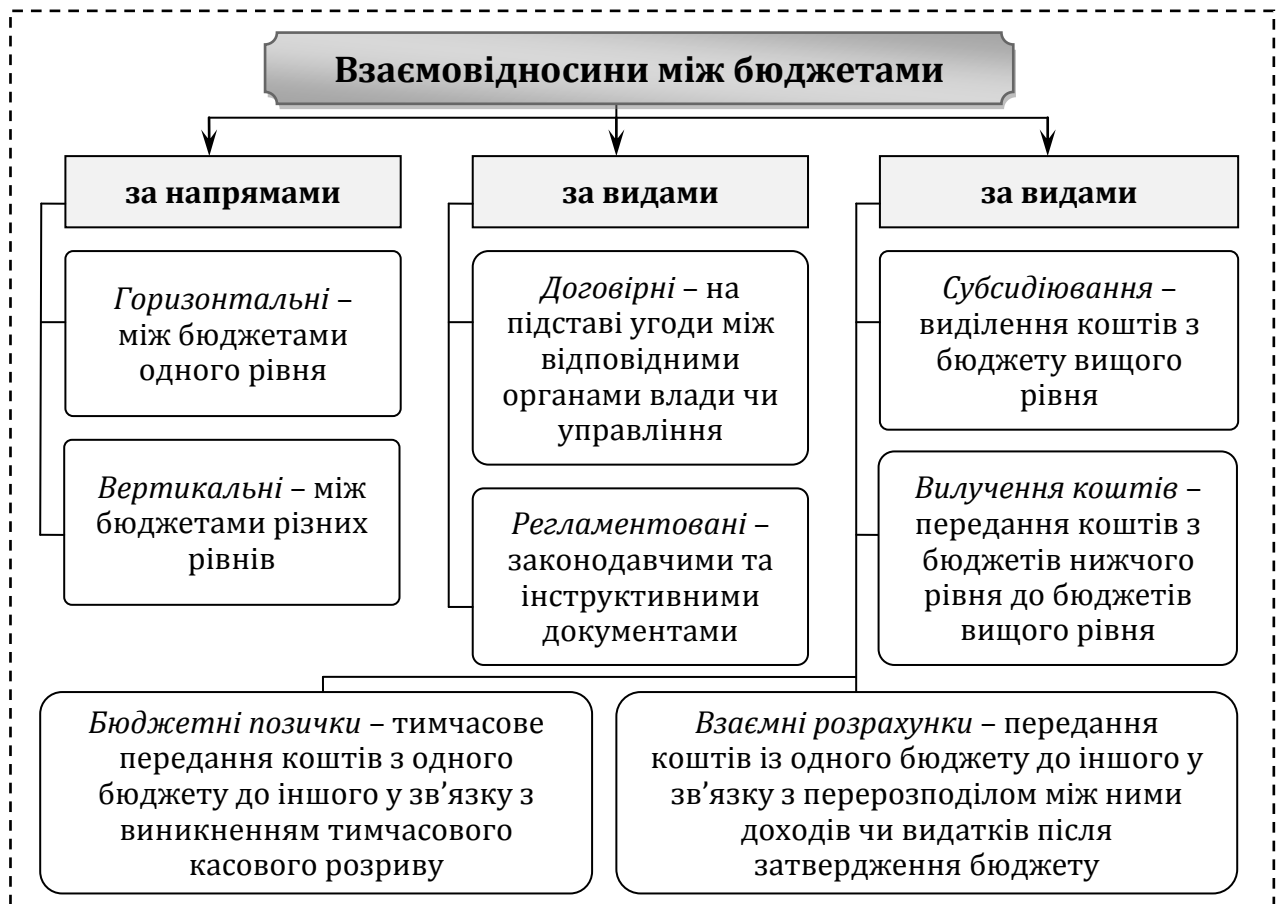 Взаємовідносини між бюджетами
за напрямами
Горизонтальні –
між бюджетами
одного рівня
Вертикальні – між
бюджетами різних
рівнів
за видами
Договірні – на
підставі угоди між
відповідними
органами влади чи
управління
Регламентовані –
законодавчими та
інструктивними
документами
за видами
Субсидіювання –
виділення коштів з
бюджету вищого
рівня
Вилучення коштів –
передання коштів з
бюджетів нижчого
рівня до бюджетів
вищого рівня
Бюджетні позички – тимчасове
передання коштів з одного
бюджету до іншого у зв’язку з
виникненням тимчасового
касового розриву
Взаємні розрахунки – передання
коштів із одного бюджету до іншого у
зв’язку з перерозподілом між ними
доходів чи видатків після
затвердження бюджету